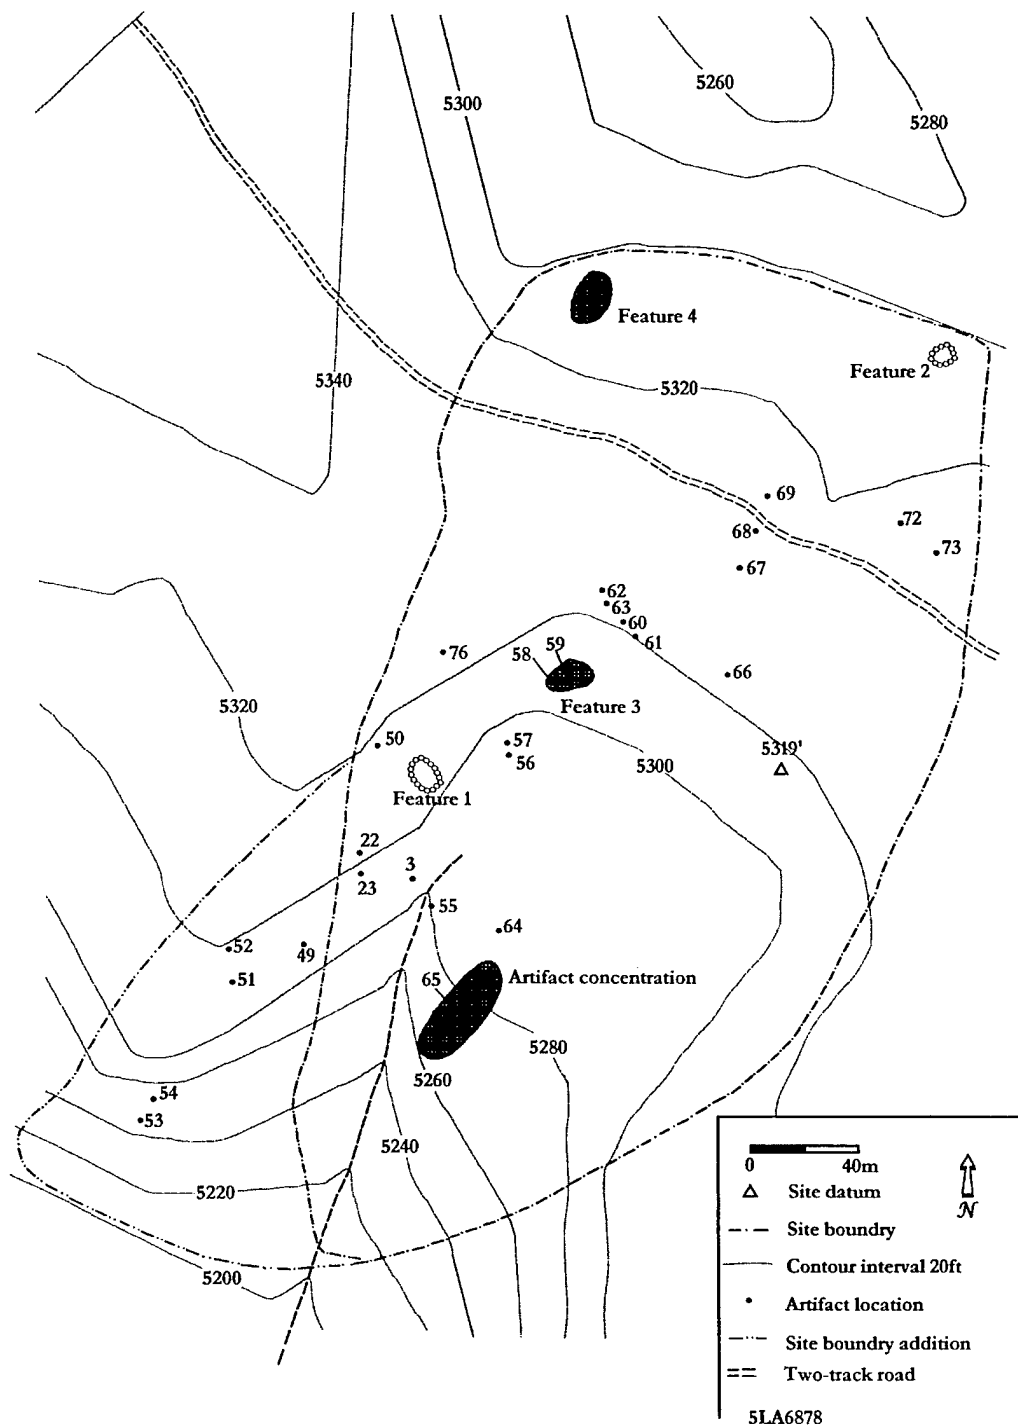 5260
5300
5280
Feature 4
Feature 2
5340
5320
69
72
68
73
67
62
63
60
59
61
76
58
66
Feature 3
5320
50
57
5319'
56
5300
Feature 1
22
3
23
55
64
52
49
51
65
Artifact concentration
5280
5260
54
53
5240
5220
5200
0 40m
Site datum
N
Site boundry
Contour interval 20ft
Artifact location
Site boundry addition
Two-track road
5LA6878